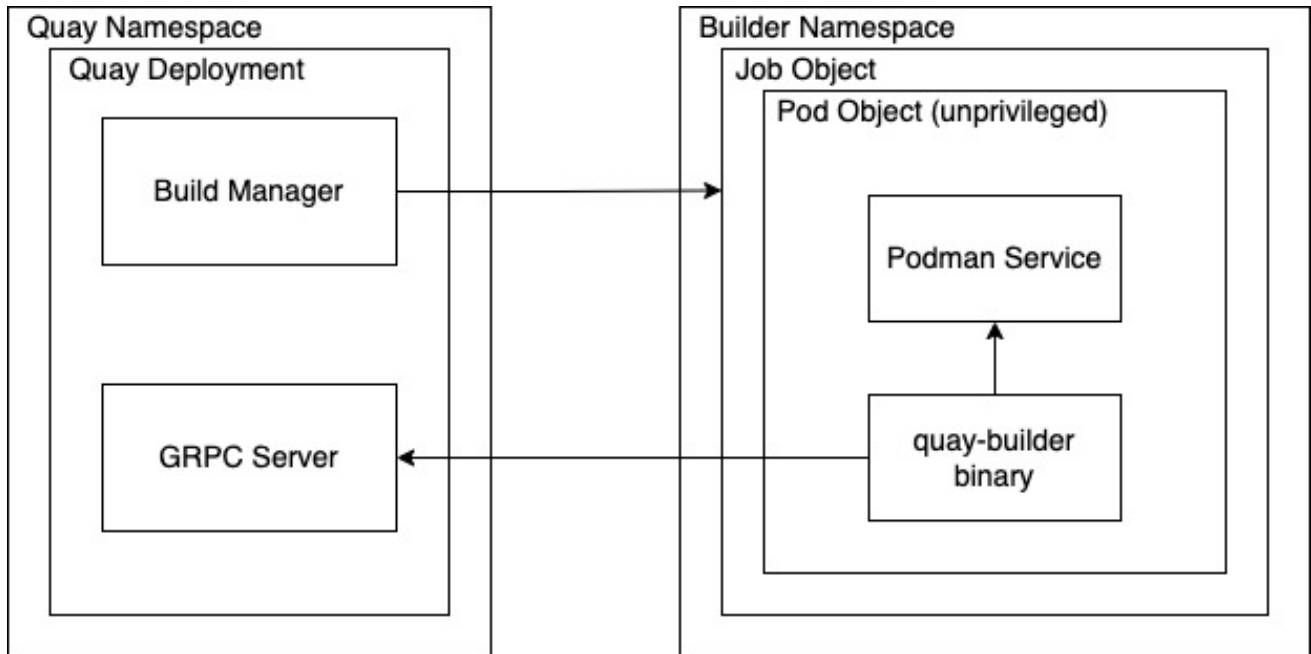 Quay Namespace
Quay Deployment
Build Manager
GRPC Server
Builder Namespace
Job Object
Pod Object (unprivileged)
Podman Service
quay-builder
binary